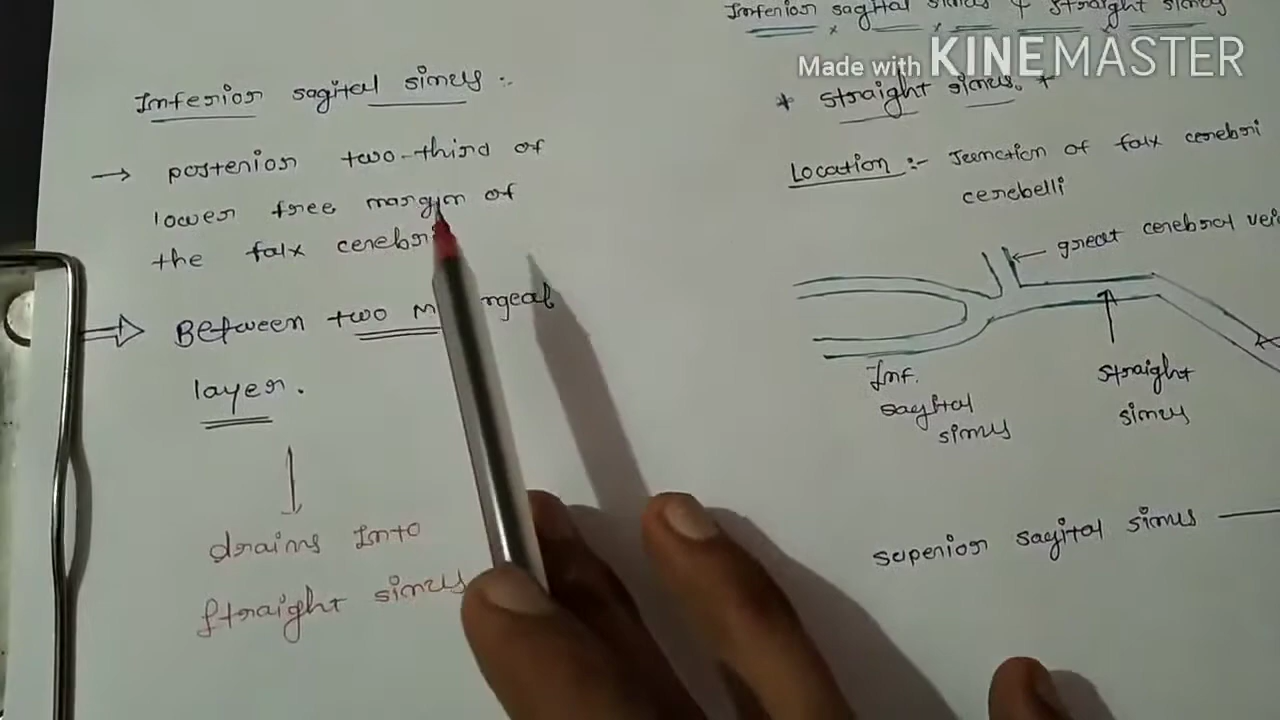 Inferior sagital sinus & straight sinus
Made with KINEMASTER
Inferior sagital sinus :-
→ posterior two-third of
lower free margin of
the falx cerebri
⇒ Between two
layer.
↓
drains Into
straight sinus
* straight sinus. *
Location :- Junction of falx cerebri
cerebelli
← great cerebral
Inf.
sagital
sinus
straight
sinus
superior sagital sinus —